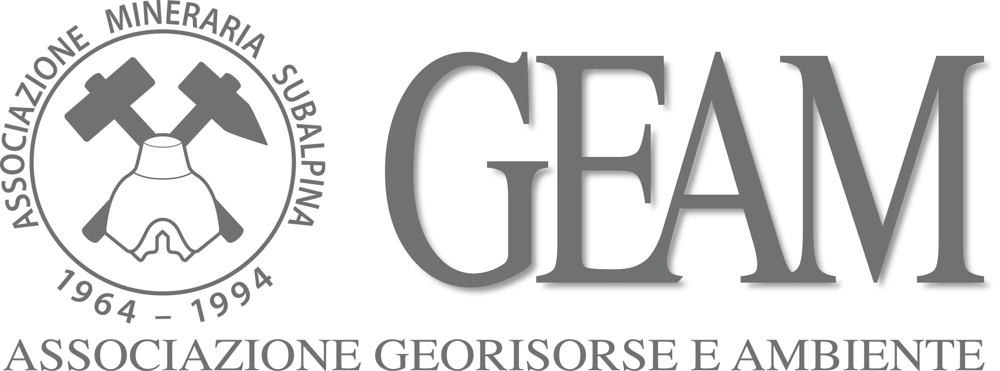 ASSOCIAZIONE MINERARIA SUBALPINA
1964 – 1994
GEAM
ASSOCIAZIONE GEORISORSE E AMBIENTE